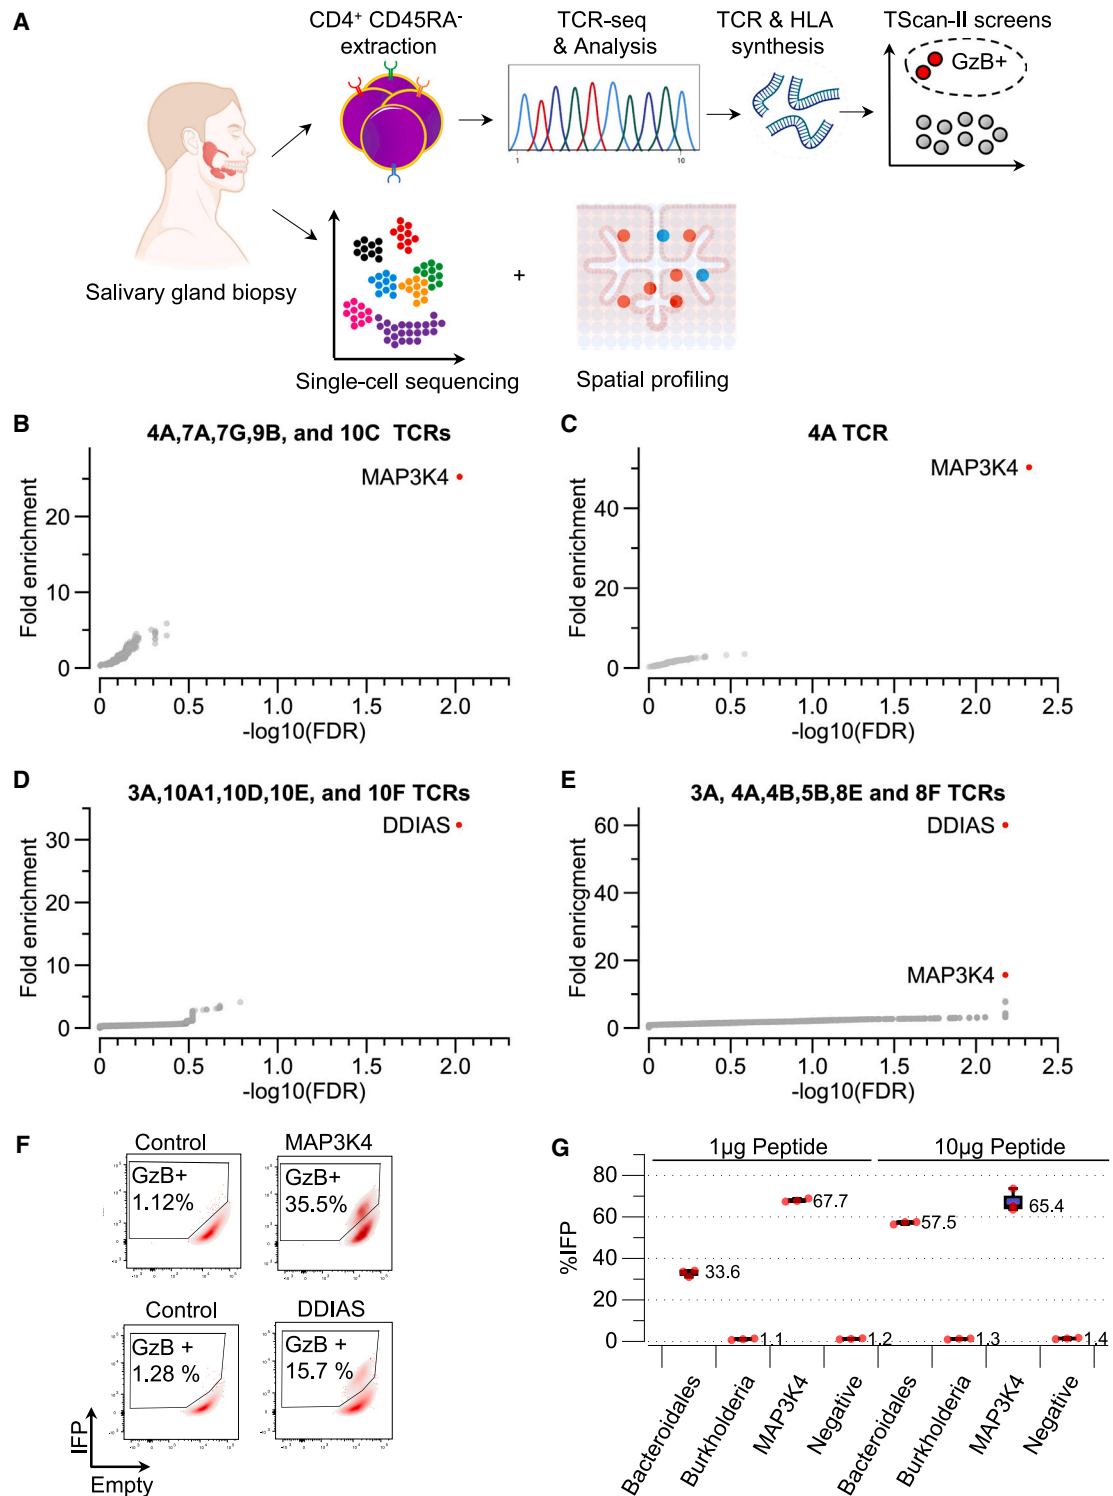 A
CD4+ CD45RA-
extraction
TCR-seq
& Analysis
TCR & HLA
synthesis
TScan-II screens
GzB+
1
10
Salivary gland biopsy
+
Single-cell sequencing
Spatial profiling
B
4A,7A,7G,9B, and 10C TCRs
MAP3K4
Fold enrichment
20
10
0
0
0.5
1.0
1.5
2.0
-log10(FDR)
C
4A TCR
MAP3K4
Fold enrichment
40
20
0
0
0.5
1.0
1.5
2.0
2.5
-log10(FDR)
D
3A,10A1,10D,10E, and 10F TCRs
DDIAS
Fold enrichment
30
20
10
0
0
0.5
1.0
1.5
2.0
-log10(FDR)
E
3A, 4A,4B,5B,8E and 8F TCRs
DDIAS
MAP3K4
Fold enricgment
60
40
20
0
0
0.5
1.0
1.5
2.0
2.5
-log10(FDR)
F
Control
GzB+
1.12%
MAP3K4
GzB+
35.5%
Control
GzB +
1.28 %
DDIAS
GzB +
15.7 %
IFP
Empty
G
1µg Peptide
10µg Peptide
%IFP
80
60
40
20
0
33.6
1.1
67.7
1.2
57.5
1.3
65.4
1.4
Bacteroidales
Burkholderia
MAP3K4
Negative
Bacteroidales
Burkholderia
MAP3K4
Negative